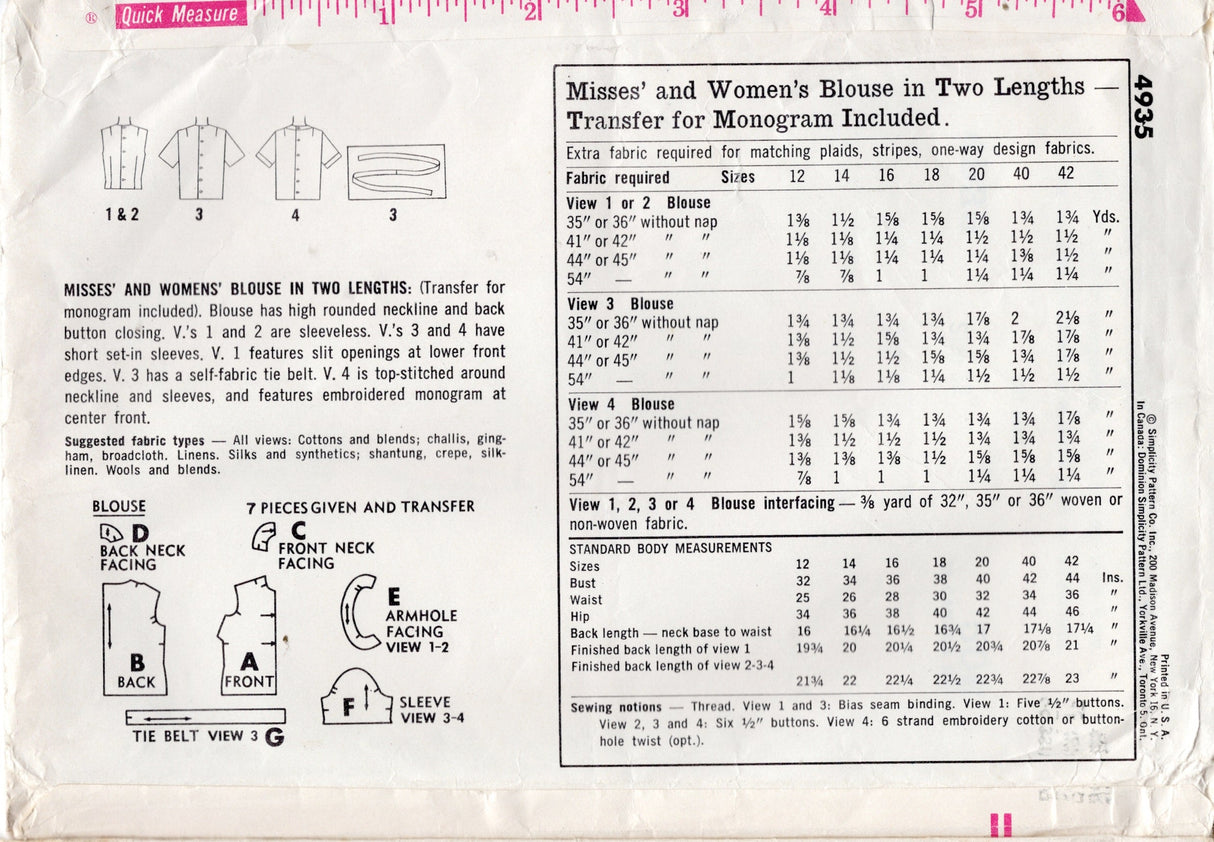 ® Quick Measure 1 2 3 4 5 6
1 & 2 3 4 3
MISSES' AND WOMENS' BLOUSE IN TWO LENGTHS: (Transfer for
monogram included). Blouse has high rounded neckline and back
button closing. V.'s 1 and 2 are sleeveless. V.'s 3 and 4 have
short set-in sleeves. V. 1 features slit openings at lower front
edges. V. 3 has a self-fabric tie belt. V. 4 is top-stitched around
neckline and sleeves, and features embroidered monogram at
center front.
Suggested fabric types — All views: Cottons and blends; challis, ging-
ham, broadcloth. Linens. Silks and synthetics; shantung, crepe, silk-
linen. Wools and blends.
BLOUSE
7 PIECES GIVEN AND TRANSFER
D
BACK NECK
FACING
C
FRONT NECK
FACING
E
ARMHOLE
FACING
VIEW 1-2
B
BACK
A
FRONT
F
SLEEVE
VIEW 3-4
TIE BELT VIEW 3 G
Misses' and Women's Blouse in Two Lengths —
Transfer for Monogram Included.
Extra fabric required for matching plaids, stripes, one-way design fabrics.
Fabric required Sizes 12 14 16 18 20 40 42
View 1 or 2 Blouse
35" or 36" without nap 1⅜ 1½ 1⅝ 1⅝ 1⅝ 1¾ 1¾ Yds.
41" or 42" " " 1⅛ 1⅛ 1¼ 1¼ 1½ 1½ 1½ "
44" or 45" " " 1⅛ 1⅛ 1¼ 1¼ 1¼ 1⅜ 1½ "
54" — " " ⅞ ⅞ 1 1 1¼ 1¼ 1¼ "
View 3 Blouse
35" or 36" without nap 1¾ 1¾ 1¾ 1¾ 1⅞ 2 2⅛ "
41" or 42" " " 1⅜ 1½ 1⅝ 1¾ 1¾ 1⅞ 1⅞ "
44" or 45" " " 1⅜ 1½ 1½ 1⅝ 1⅝ 1¾ 1⅞ "
54" — " " 1 1⅛ 1⅛ 1¼ 1½ 1½ 1½ "
View 4 Blouse
35" or 36" without nap 1⅝ 1⅝ 1¾ 1¾ 1¾ 1¾ 1⅞ "
41" or 42" " " 1⅜ 1½ 1½ 1½ 1¾ 1¾ 1¾ "
44" or 45" " " 1⅜ 1⅜ 1⅜ 1½ 1⅝ 1⅝ 1⅝ "
54" — " " ⅞ 1 1 1 1¼ 1¼ 1¼ "
View 1, 2, 3 or 4 Blouse interfacing — ⅜ yard of 32", 35" or 36" woven or
non-woven fabric.
STANDARD BODY MEASUREMENTS
Sizes 12 14 16 18 20 40 42
Bust 32 34 36 38 40 42 44 Ins.
Waist 25 26 28 30 32 34 36 "
Hip 34 36 38 40 42 44 46 "
Back length — neck base to waist 16 16¼ 16½ 16¾ 17 17⅛ 17¼ "
Finished back length of view 1 19¾ 20 20¼ 20½ 20¾ 20⅞ 21 "
Finished back length of view 2-3-4
21¾ 22 22¼ 22½ 22¾ 22⅞ 23 "
Sewing notions — Thread. View 1 and 3: Bias seam binding. View 1: Five ½" buttons.
View 2, 3 and 4: Six ½" buttons. View 4: 6 strand embroidery cotton or button-
hole twist (opt.).
4935
Printed in U. S. A.
© Simplicity Pattern Co. Inc., 200 Madison Avenue, New York 16, N. Y.
In Canada: Dominion Simplicity Pattern Ltd., Yorkville Ave., Toronto 5, Ont.